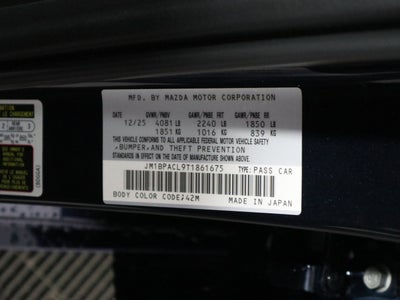 MFD. BY MAZDA MOTOR CORPORATION
GVWR/PNBV GAWR/PNBE FRT GAWR/PNBE RR
12/25 4081 LB 2240 LB 1850 LB
1851 KG 1016 KG 839 KG
THIS VEHICLE CONFORMS TO ALL APPLICABLE FEDERAL MOTOR VEHICLE SAFETY
,BUMPER,AND THEFT PREVENTION
STANDARDS IN EFFECT ON THE DATE OF MANUFACTURE SHOWN ABOVE.
JM1BPACL9T1861675 TYPE:PASS CAR
BODY COLOR CODE;42M
MADE IN JAPAN